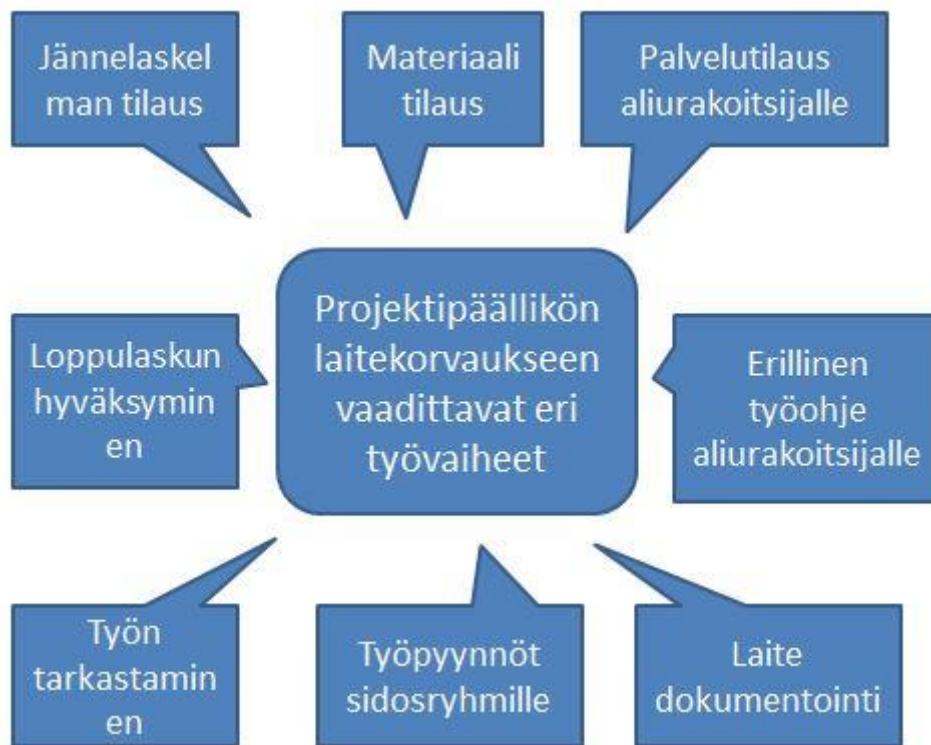 Jännelaskel
man tilaus
Materiaali
tilaus
Palvelutilaus
aliurakoitsijalle
Loppulaskun
hyväksymin
en
Projektipäällikön
laitekorvaukseen
vaadittavat eri
työvaiheet
Erillinen
työohje
aliurakoitsijalle
Työn
tarkastamin
en
Työpyynnöt
sidosryhmille
Laite
dokumentointi